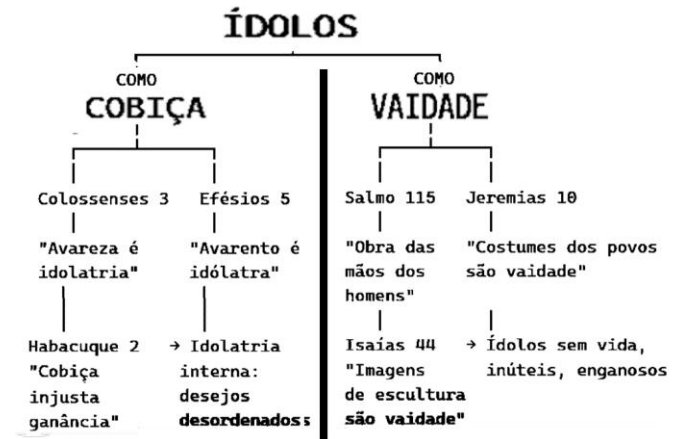 ÍDOLOS
COMO
COBIÇA
Colossenses 3
"Avareza é
idolatria"
Habacuque 2
"Cobiça
injusta
ganância"
Efésios 5
"Avarento é
idólatra"
→ Idolatria
interna:
desejos
desordenados
COMO
VAIDADE
Salmo 115
"Obra das
mãos dos
homens"
Isaías 44
"Imagens
de escultura
são vaidade"
Jeremias 10
"Costumes dos povos
são vaidade"
→ Ídolos sem vida,
inúteis, enganosos